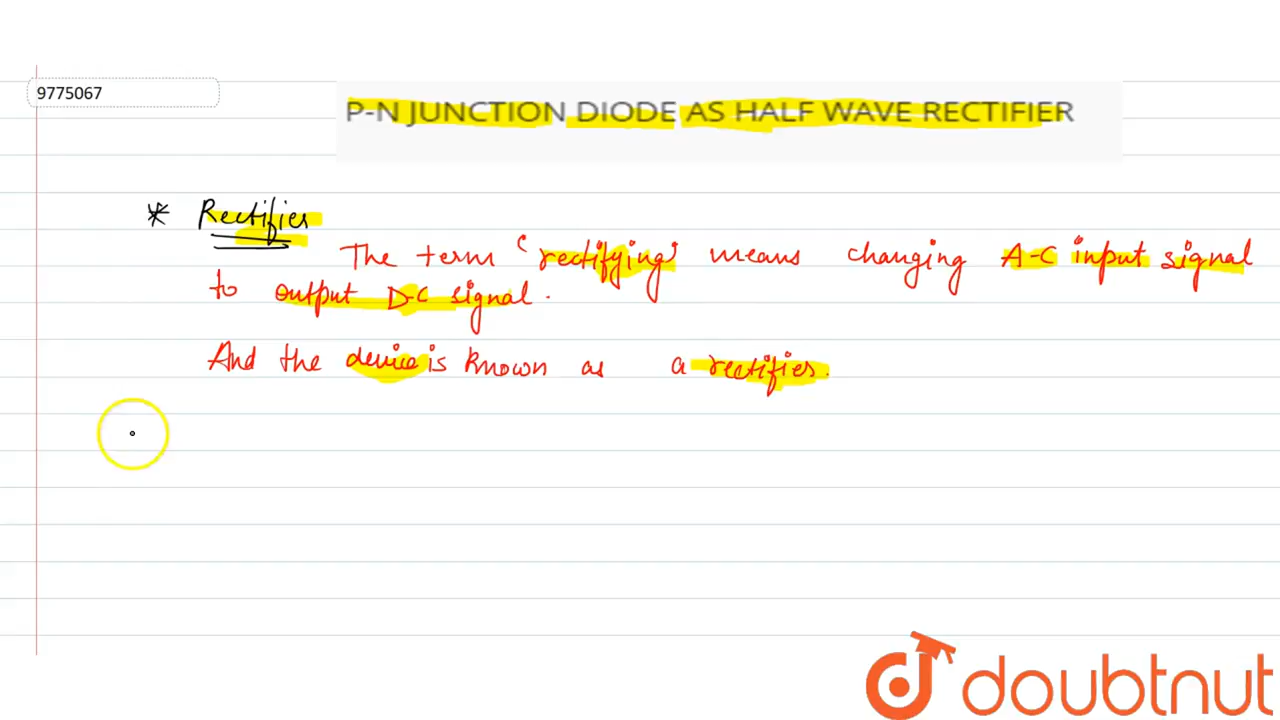 9775067
P-N JUNCTION DIODE AS HALF WAVE RECTIFIER
* Rectifier
The term 'rectifying' means changing A-C input signal
to output D-C signal.
And the device is known as a rectifier.
doubtnut